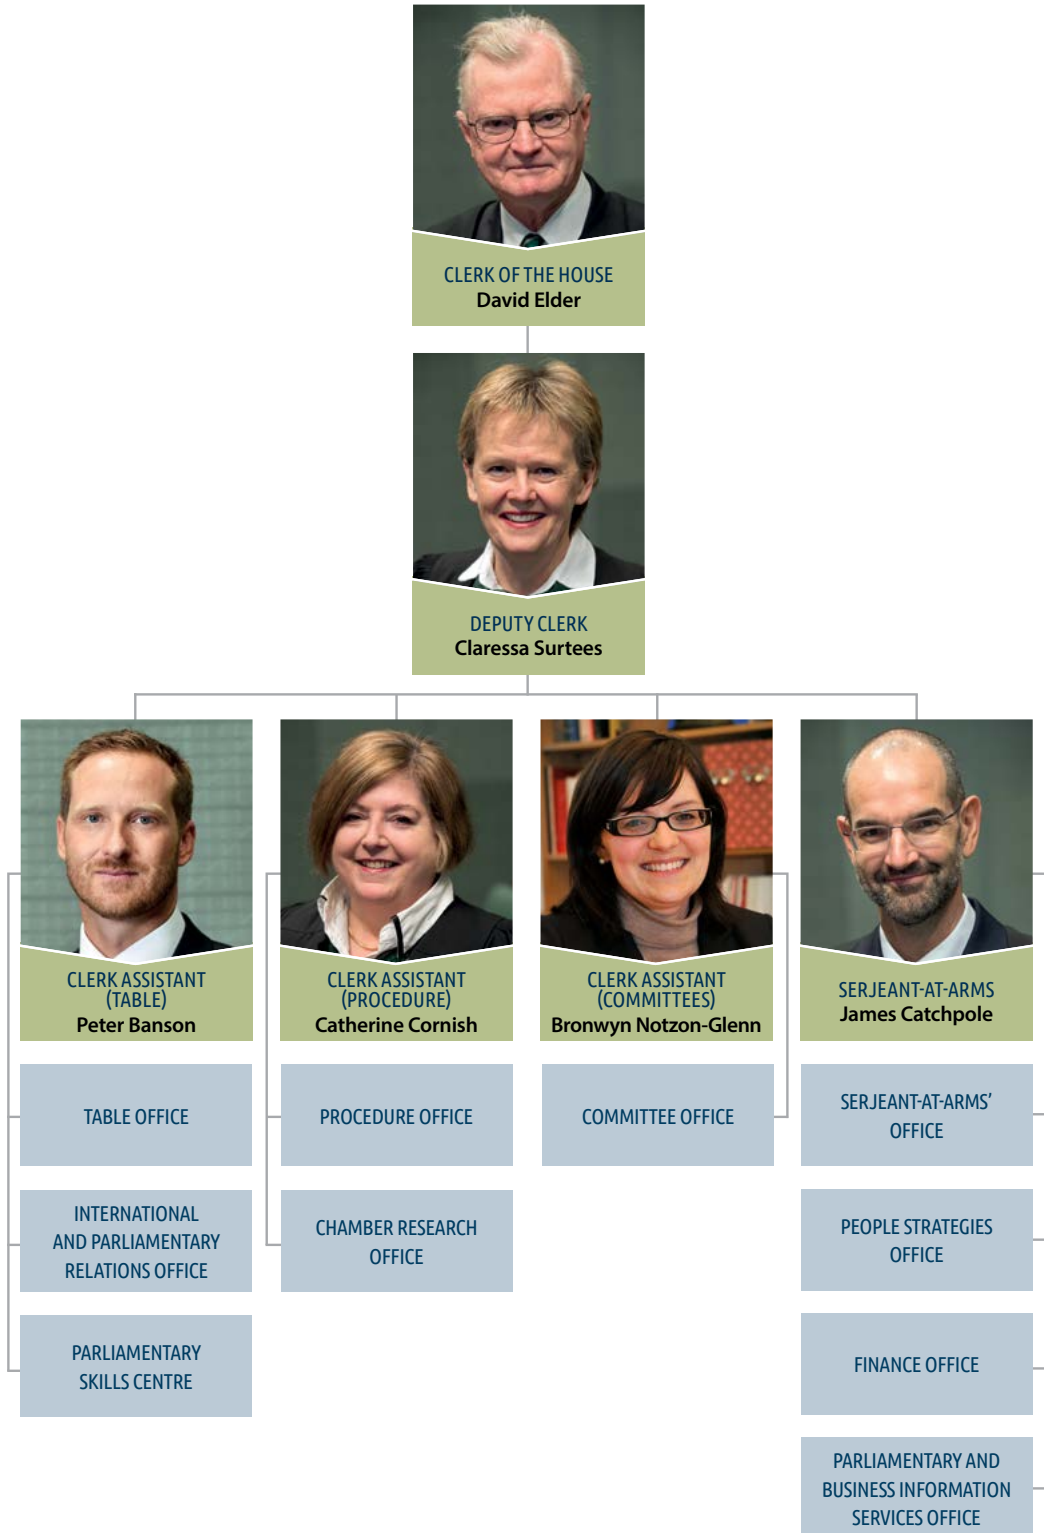 CLERK OF THE HOUSE
David Elder
DEPUTY CLERK
Claressa Surtees
CLERK ASSISTANT
(TABLE)
Peter Banson
CLERK ASSISTANT
(PROCEDURE)
Catherine Cornish
CLERK ASSISTANT
(COMMITTEES)
Bronwyn Notzon-Glenn
SERJEANT-AT-ARMS
James Catchpole
TABLE OFFICE
PROCEDURE OFFICE
COMMITTEE OFFICE
SERJEANT-AT-ARMS’
OFFICE
INTERNATIONAL
AND PARLIAMENTARY
RELATIONS OFFICE
CHAMBER RESEARCH
OFFICE
PEOPLE STRATEGIES
OFFICE
PARLIAMENTARY
SKILLS CENTRE
FINANCE OFFICE
PARLIAMENTARY AND
BUSINESS INFORMATION
SERVICES OFFICE